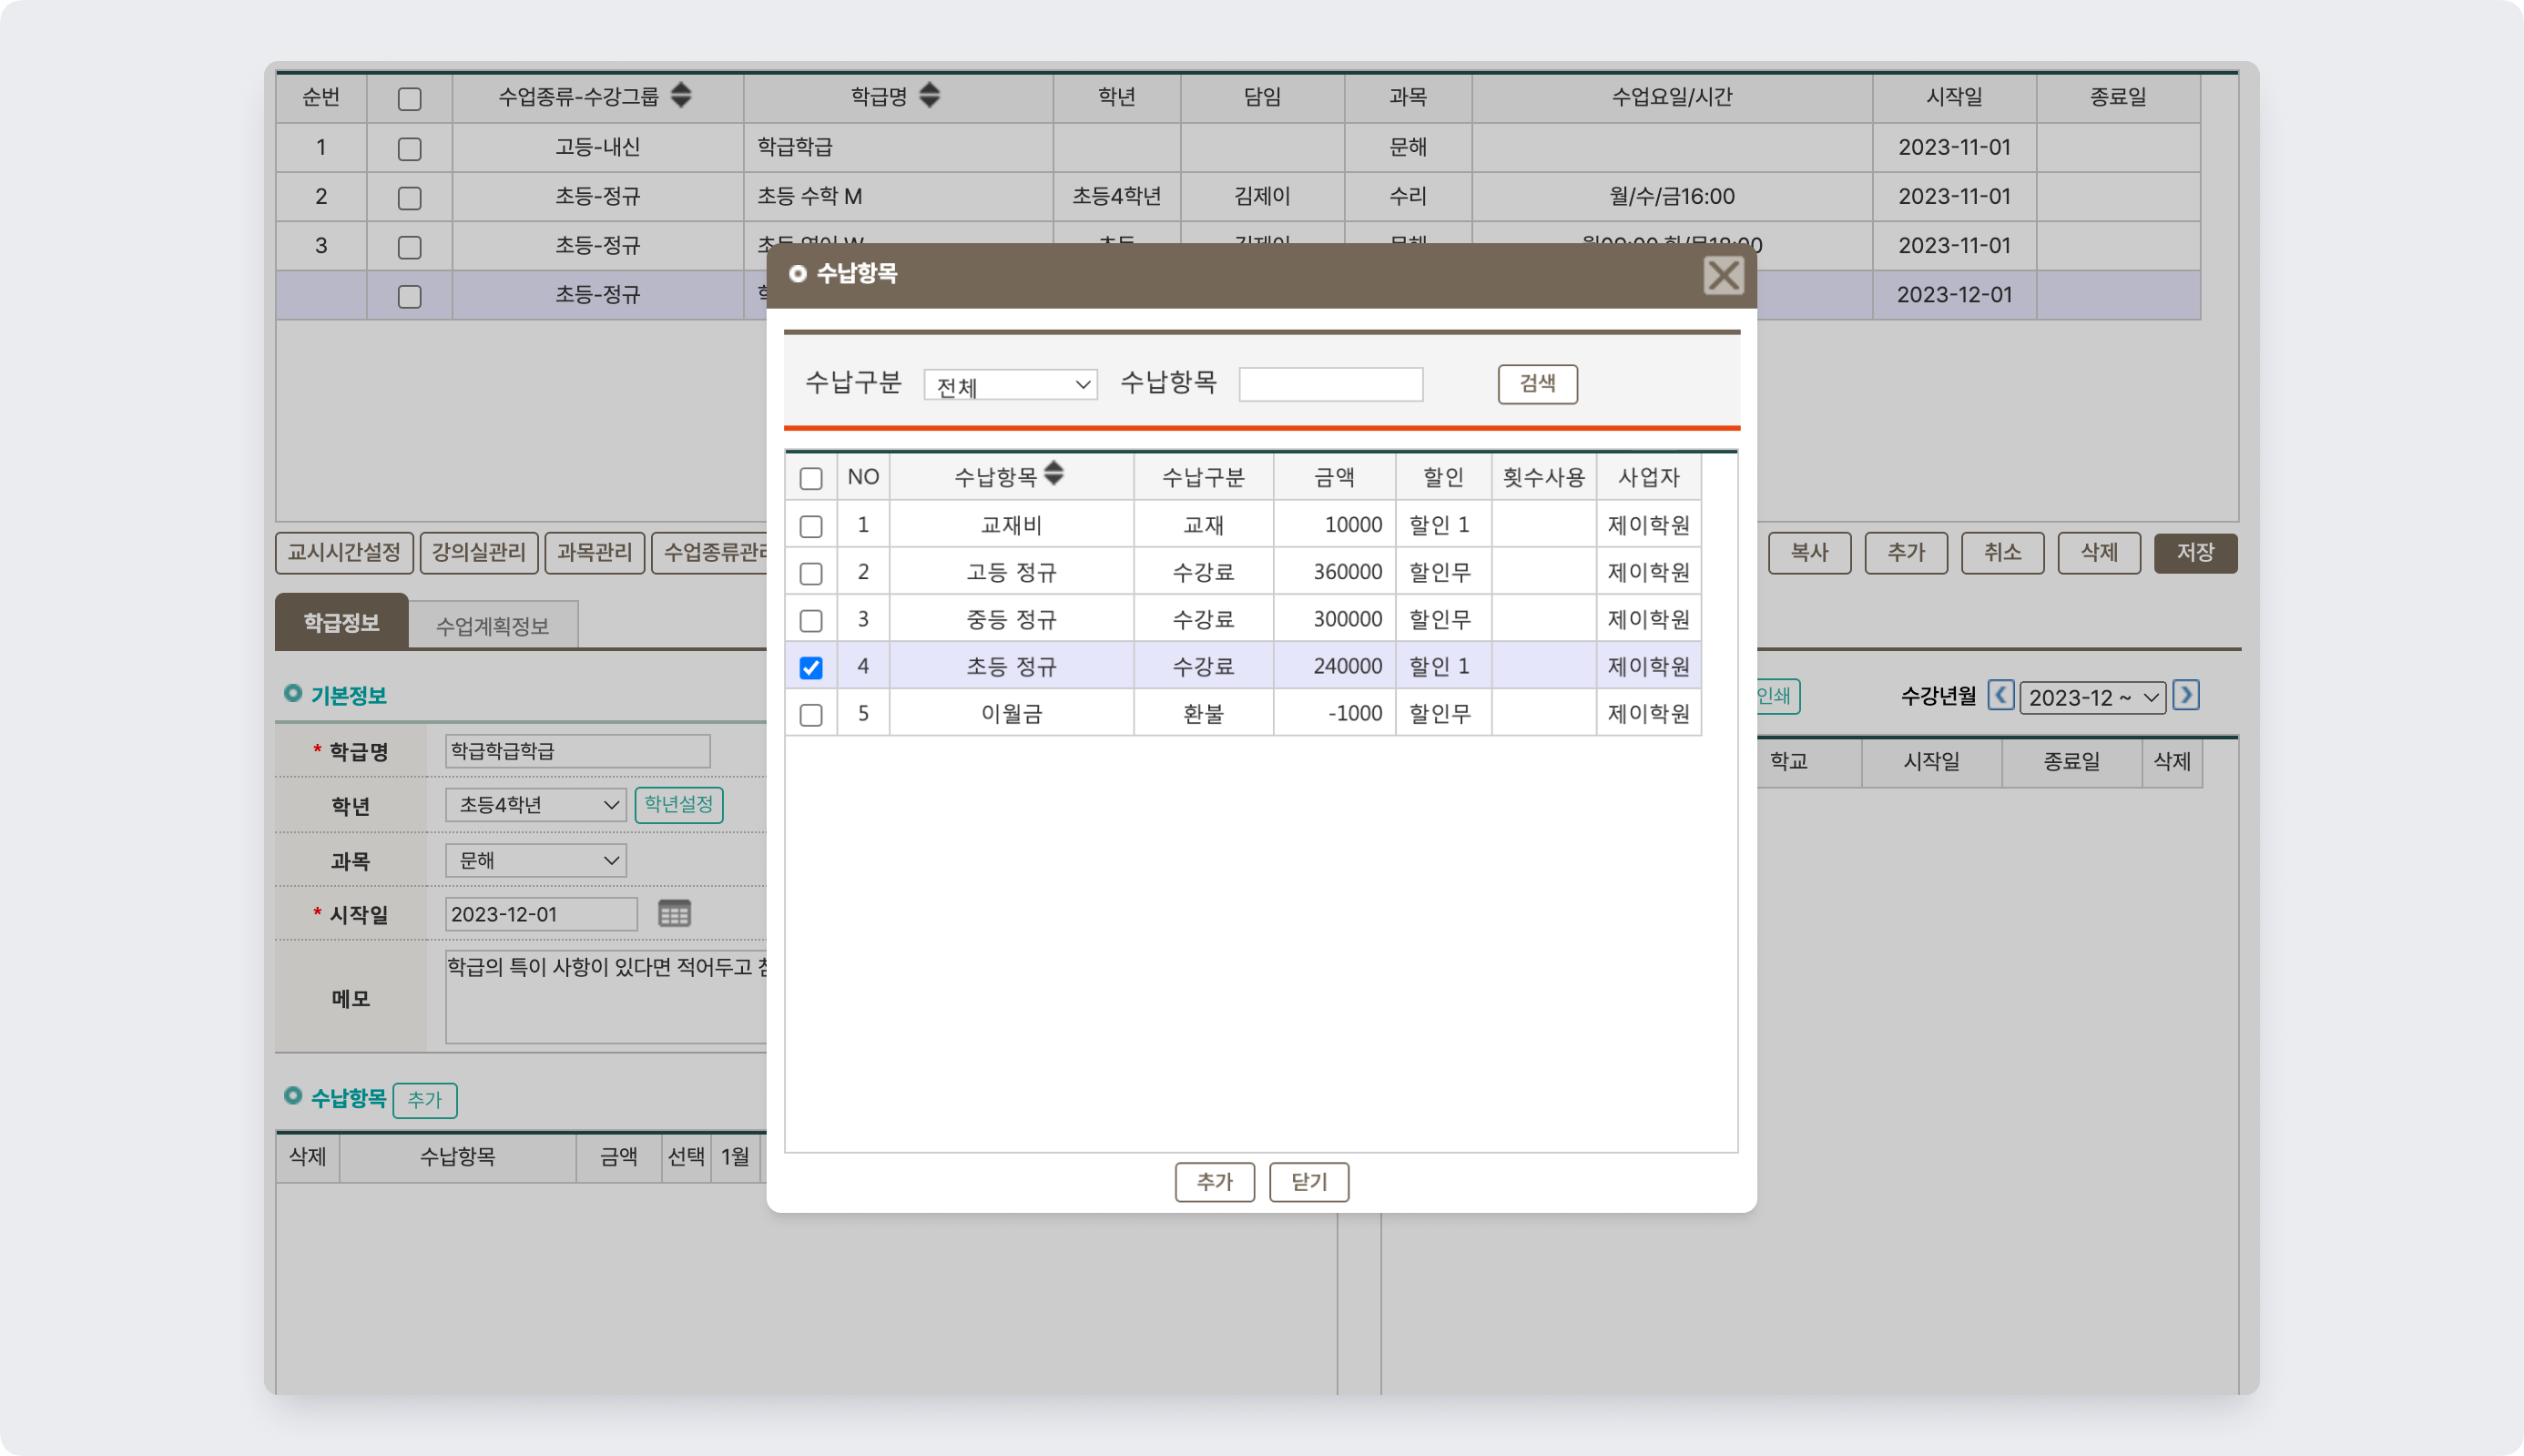 순번 수업종류-수강그룹 학급명 학년 담임 과목 수업요일/시간 시작일 종료일
1 고등-내신 학급학급 문해 2023-11-01
2 초등-정규 초등 수학 M 초등4학년 김제이 수리 월/수/금16:00 2023-11-01
3 초등-정규 2023-11-01
초등-정규 2023-12-01
수납항목
수납구분 전체 수납항목 검색
NO 수납항목 수납구분 금액 할인 횟수사용 사업자
1 교재비 교재 10000 할인 1 제이학원
2 고등 정규 수강료 360000 할인무 제이학원
3 중등 정규 수강료 300000 할인무 제이학원
4 초등 정규 수강료 240000 할인 1 제이학원
5 이월금 환불 -1000 할인무 제이학원
추가 닫기
교시시간설정 강의실관리 과목관리 수업종류관리 복사 추가 취소 삭제 저장
학급정보 수업계획정보
기본정보 인쇄 수강년월 2023-12 ~
* 학급명 학급학급학급 학교 시작일 종료일 삭제
학년 초등4학년 학년설정
과목 문해
* 시작일 2023-12-01
메모 학급의 특이 사항이 있다면 적어두고
수납항목 추가
삭제 수납항목 금액 선택 1월